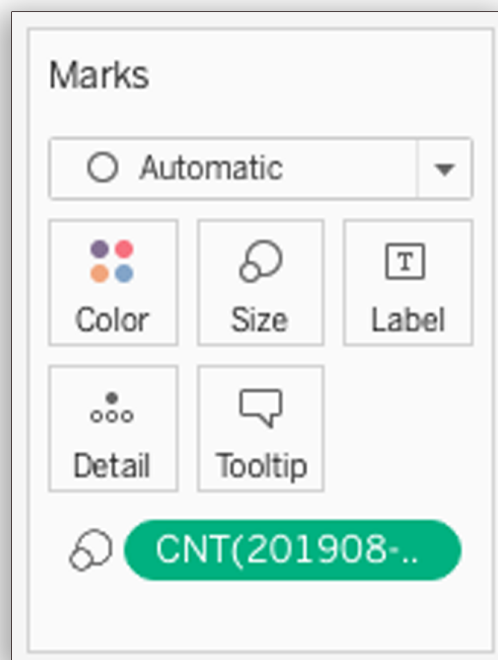 Marks
Automatic
Color Size Label
Detail Tooltip
CNT(201908-..